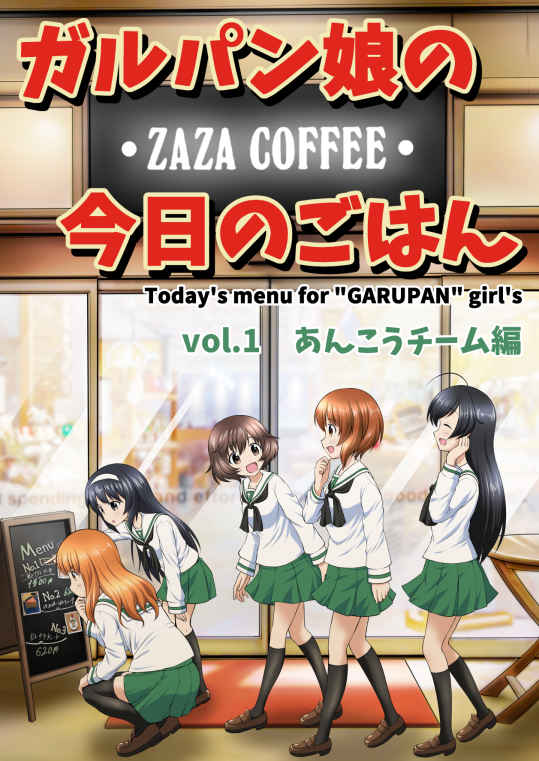 ガルパン娘の
• ZAZA COFFEE •
今日のごはん
Today's menu for "GARUPAN" girl's
vol.1 あんこうチーム編
Menu
No.1
No.2
No.3
620円